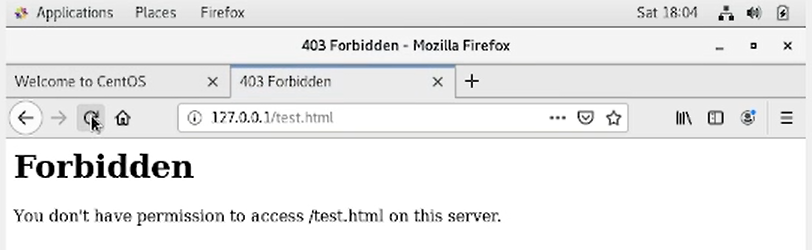 Applications Places Firefox Sat 18:04
403 Forbidden - Mozilla Firefox
Welcome to CentOS 403 Forbidden
127.0.0.1/test.html
Forbidden
You don't have permission to access /test.html on this server.